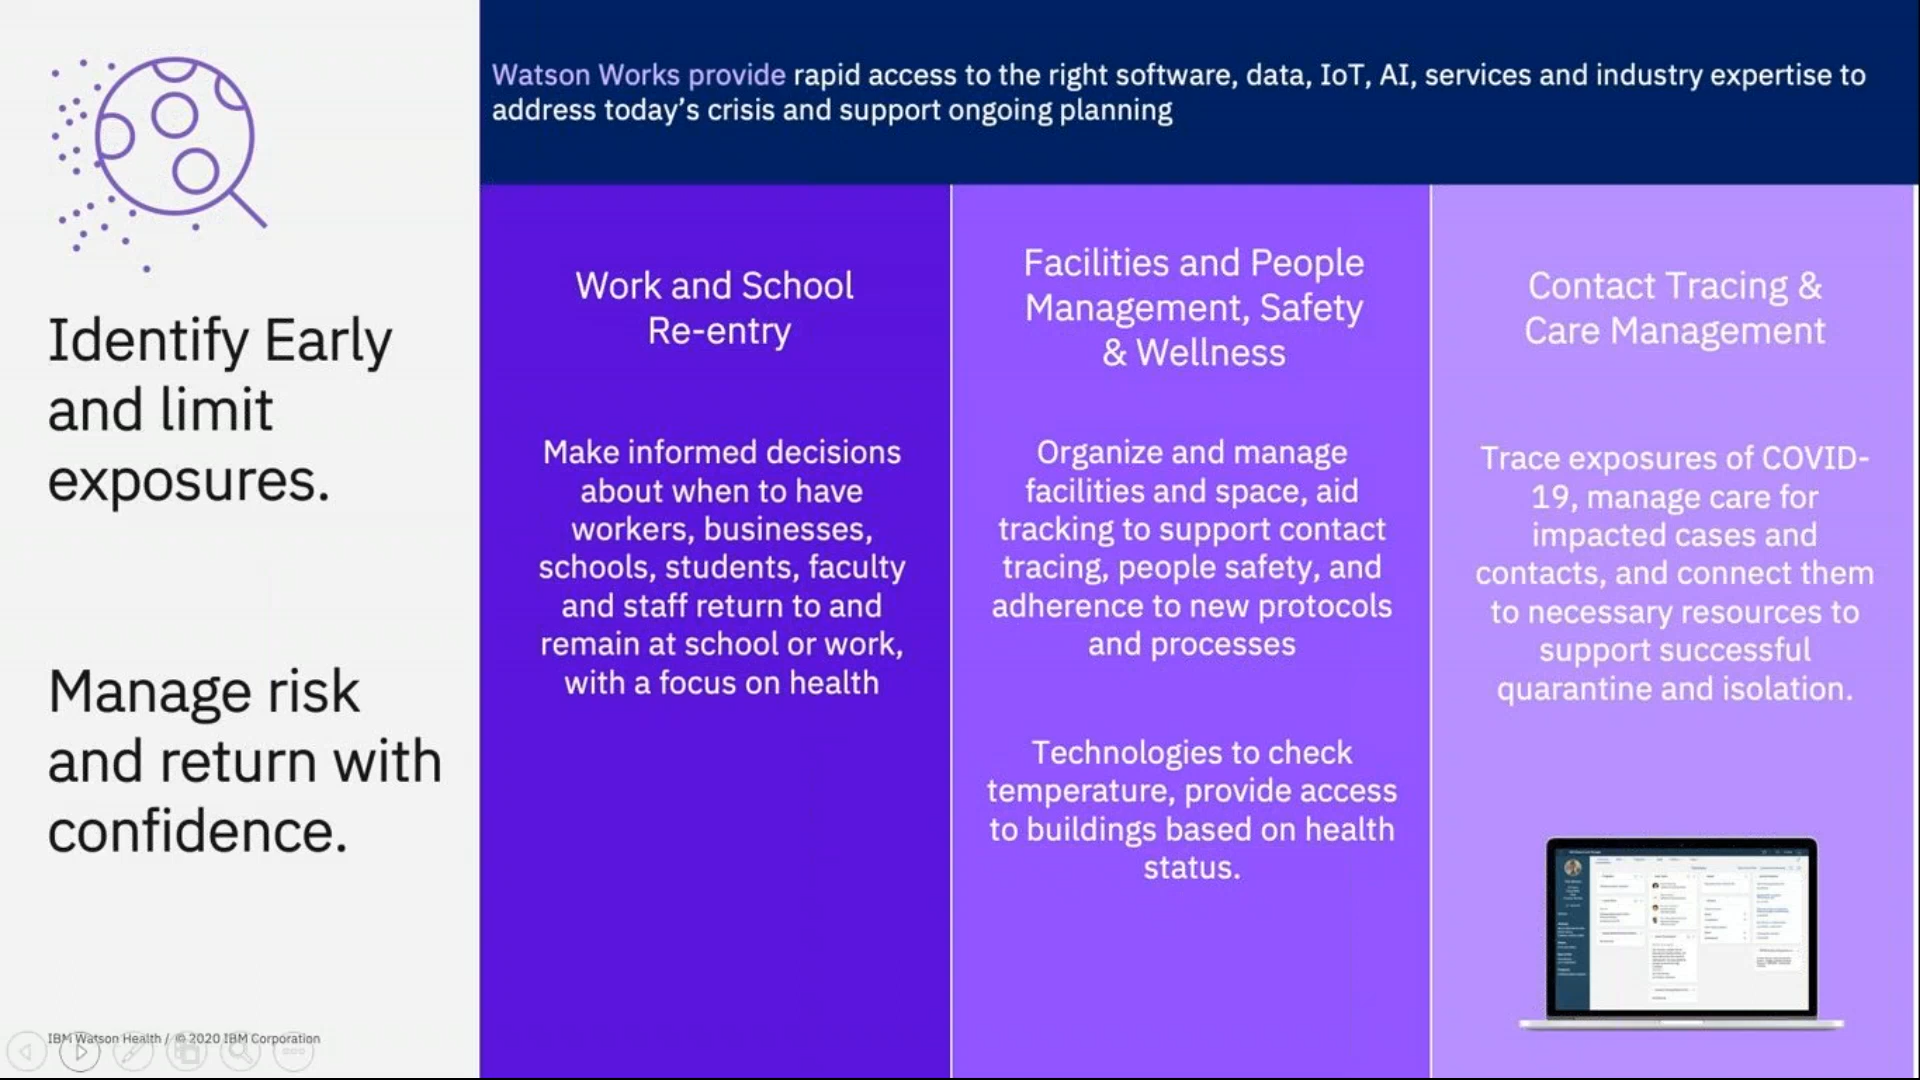 Identify Early
and limit
exposures.
Manage risk
and return with
confidence.
IBM Watson Health / © 2020 IBM Corporation
Watson Works provide rapid access to the right software, data, IoT, AI, services and industry expertise to
address today’s crisis and support ongoing planning
Work and School
Re-entry
Make informed decisions
about when to have
workers, businesses,
schools, students, faculty
and staff return to and
remain at school or work,
with a focus on health
Facilities and People
Management, Safety
& Wellness
Organize and manage
facilities and space, aid
tracking to support contact
tracing, people safety, and
adherence to new protocols
and processes
Technologies to check
temperature, provide access
to buildings based on health
status.
Contact Tracing &
Care Management
Trace exposures of COVID-
19, manage care for
impacted cases and
contacts, and connect them
to necessary resources to
support successful
quarantine and isolation.